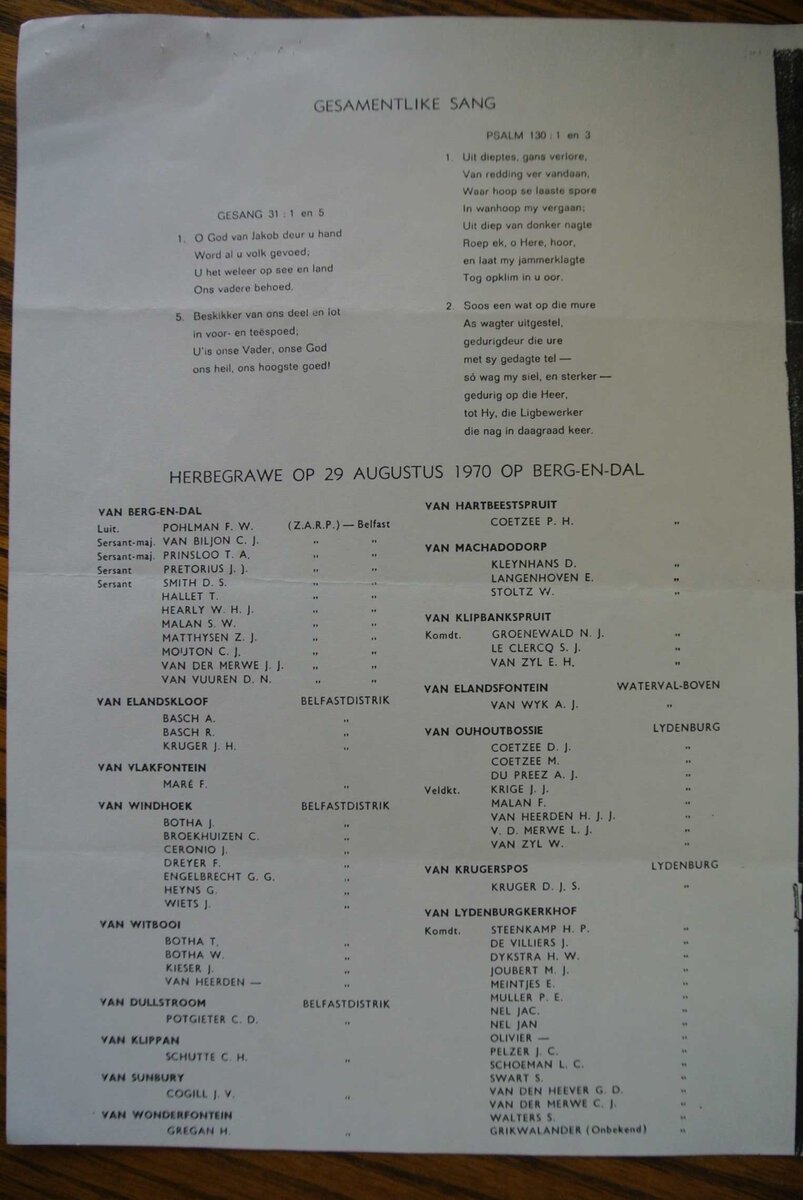 GESAMENTLIKE SANG
GESANG 31 : 1 en 5
1. O God van Jakob deur u hand
Word al u volk gevoed;
U het weleer op see en land
Ons vadere behoed.
5. Beskikker van ons deel en lot
in voor- en teëspoed;
U'is onse Vader, onse God
ons heil, ons hoogste goed!
PSALM 130 : 1 en 3
1. Uit dieptes, gans verlore,
Van redding ver vandaan,
Waar hoop se laaste spore
In wanhoop my vergaan;
Uit diep van donker nagte
Roep ek, o Here, hoor,
en laat my jammerklagte
Tog opklim in u oor.
2. Soos een wat op die mure
As wagter uitgestel,
gedurigdeur die ure
met sy gedagte tel —
só wag my siel, en sterker —
gedurig op die Heer,
tot Hy, die Ligbewerker
die nag in daagraad keer.
HERBEGRAWE OP 29 AUGUSTUS 1970 OP BERG-EN-DAL
VAN BERG-EN-DAL
Luit. POHLMAN F. W. (Z.A.R.P.) — Belfast
Sersant-maj. VAN BILJON C. J. " "
Sersant-maj. PRINSLOO T. A. " "
Sersant PRETORIUS J. J. " "
Sersant SMITH D. S. " "
HALLET T. " "
HEARLY W. H. J. " "
MALAN S. W. " "
MATTHYSEN Z. J. " "
MOUTON C. J. " "
VAN DER MERWE J. J. " "
VAN VUUREN D. N. " "
VAN ELANDSKLOOF BELFASTDISTRIK
BASCH A. "
BASCH R. "
KRUGER J. H. "
VAN VLAKFONTEIN
MARÉ F. "
VAN WINDHOEK BELFASTDISTRIK
BOTHA J. "
BROEKHUIZEN C. "
CERONIO J. "
DREYER F. "
ENGELBRECHT G. G. "
HEYNS G. "
WIETS J. "
VAN WITBOOI
BOTHA T. "
BOTHA W. "
KIESER J. "
VAN HEERDEN — "
VAN DULLSTROOM BELFASTDISTRIK
POTGIETER C. D. "
VAN KLIPPAN
SCHUTTE C. H. "
VAN SUNBURY
COGILL J. V. "
VAN WONDERFONTEIN
GREGAN H. "
VAN HARTBEESTSPRUIT
COETZEE P. H. "
VAN MACHADODORP
KLEYNHANS D. "
LANGENHOVEN E. "
STOLTZ W. "
VAN KLIPBANKSPRUIT
Komdt. GROENEWALD N. J. "
LE CLERCQ S. J. "
VAN ZYL E. H. "
VAN ELANDSFONTEIN WATERVAL-BOVEN
VAN WYK A. J. "
VAN OUHOUTBOSSIE LYDENBURG
COETZEE D. J. "
COETZEE M. "
DU PREEZ A. J. "
Veldkt. KRIGE J. J. "
MALAN F. "
VAN HEERDEN H. J. J. "
V. D. MERWE L. J. "
VAN ZYL W. "
VAN KRUGERSPOS LYDENBURG
KRUGER D. J. S. "
VAN LYDENBURGKERKHOF
Komdt. STEENKAMP H. P. "
DE VILLIERS J. "
DYKSTRA H. W. "
JOUBERT M. J. "
MEINTJES E. "
MULLER P. E. "
NEL JAC. "
NEL JAN "
OLIVIER — "
PELZER J. C. "
SCHOEMAN L. C. "
SWART S. "
VAN DEN HEEVER G. D. "
VAN DER MERWE C. J. "
WALTERS S. "
GRIKWALANDER (Onbekend) "